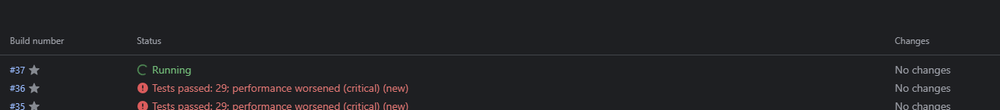 Build number Status Changes
#37 Running No changes
#36 Tests passed: 29; performance worsened (critical) (new) No changes
#35 Tests passed: 29; performance worsened (critical) (new) No changes